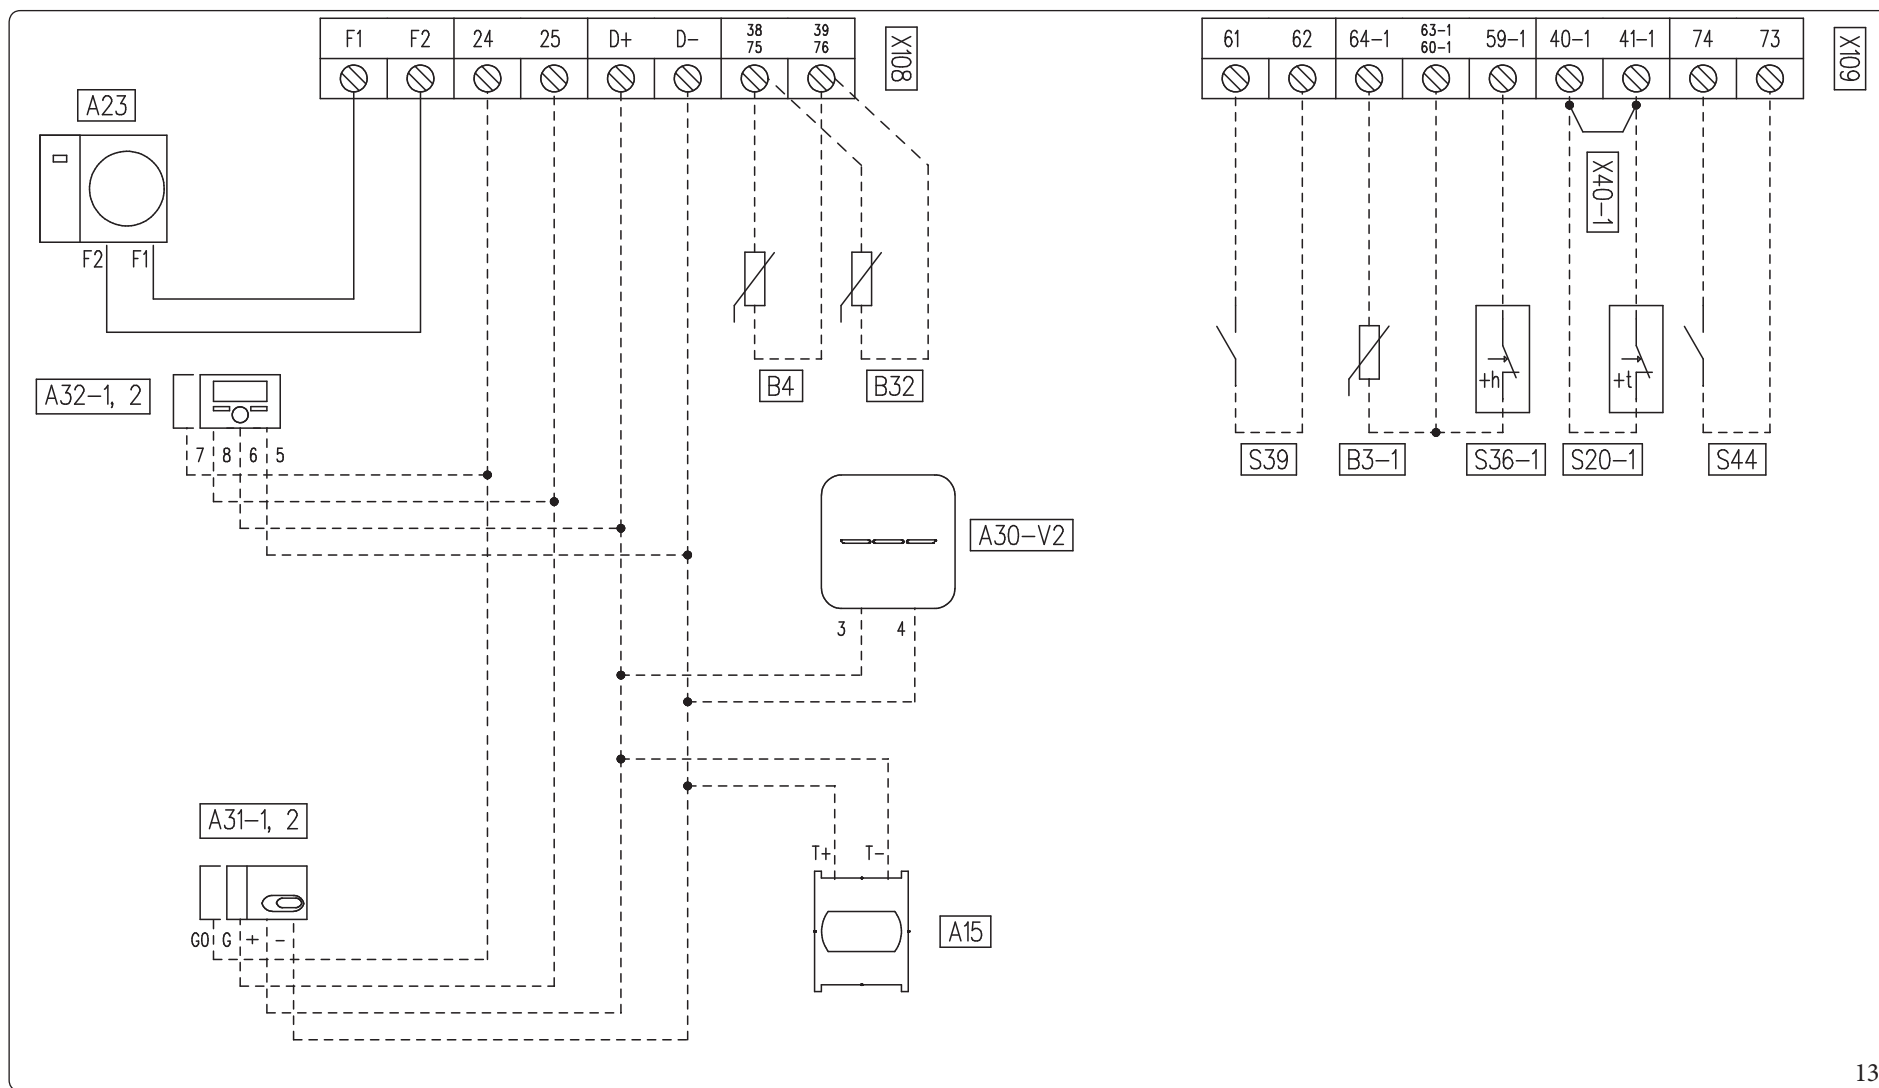 F1 F2 24 25 D+ D- 38 75 39 76
X108
61 62 64-1 63-1 60-1 59-1 40-1 41-1 74 73
X109
A23
F2 F1
X40-1
A32-1, 2
7 8 6 5
B4
B32
+h
+t
S39
B3-1
S36-1
S20-1
S44
A30-V2
3 4
A31-1, 2
G0 G + -
T+ T-
A15
13